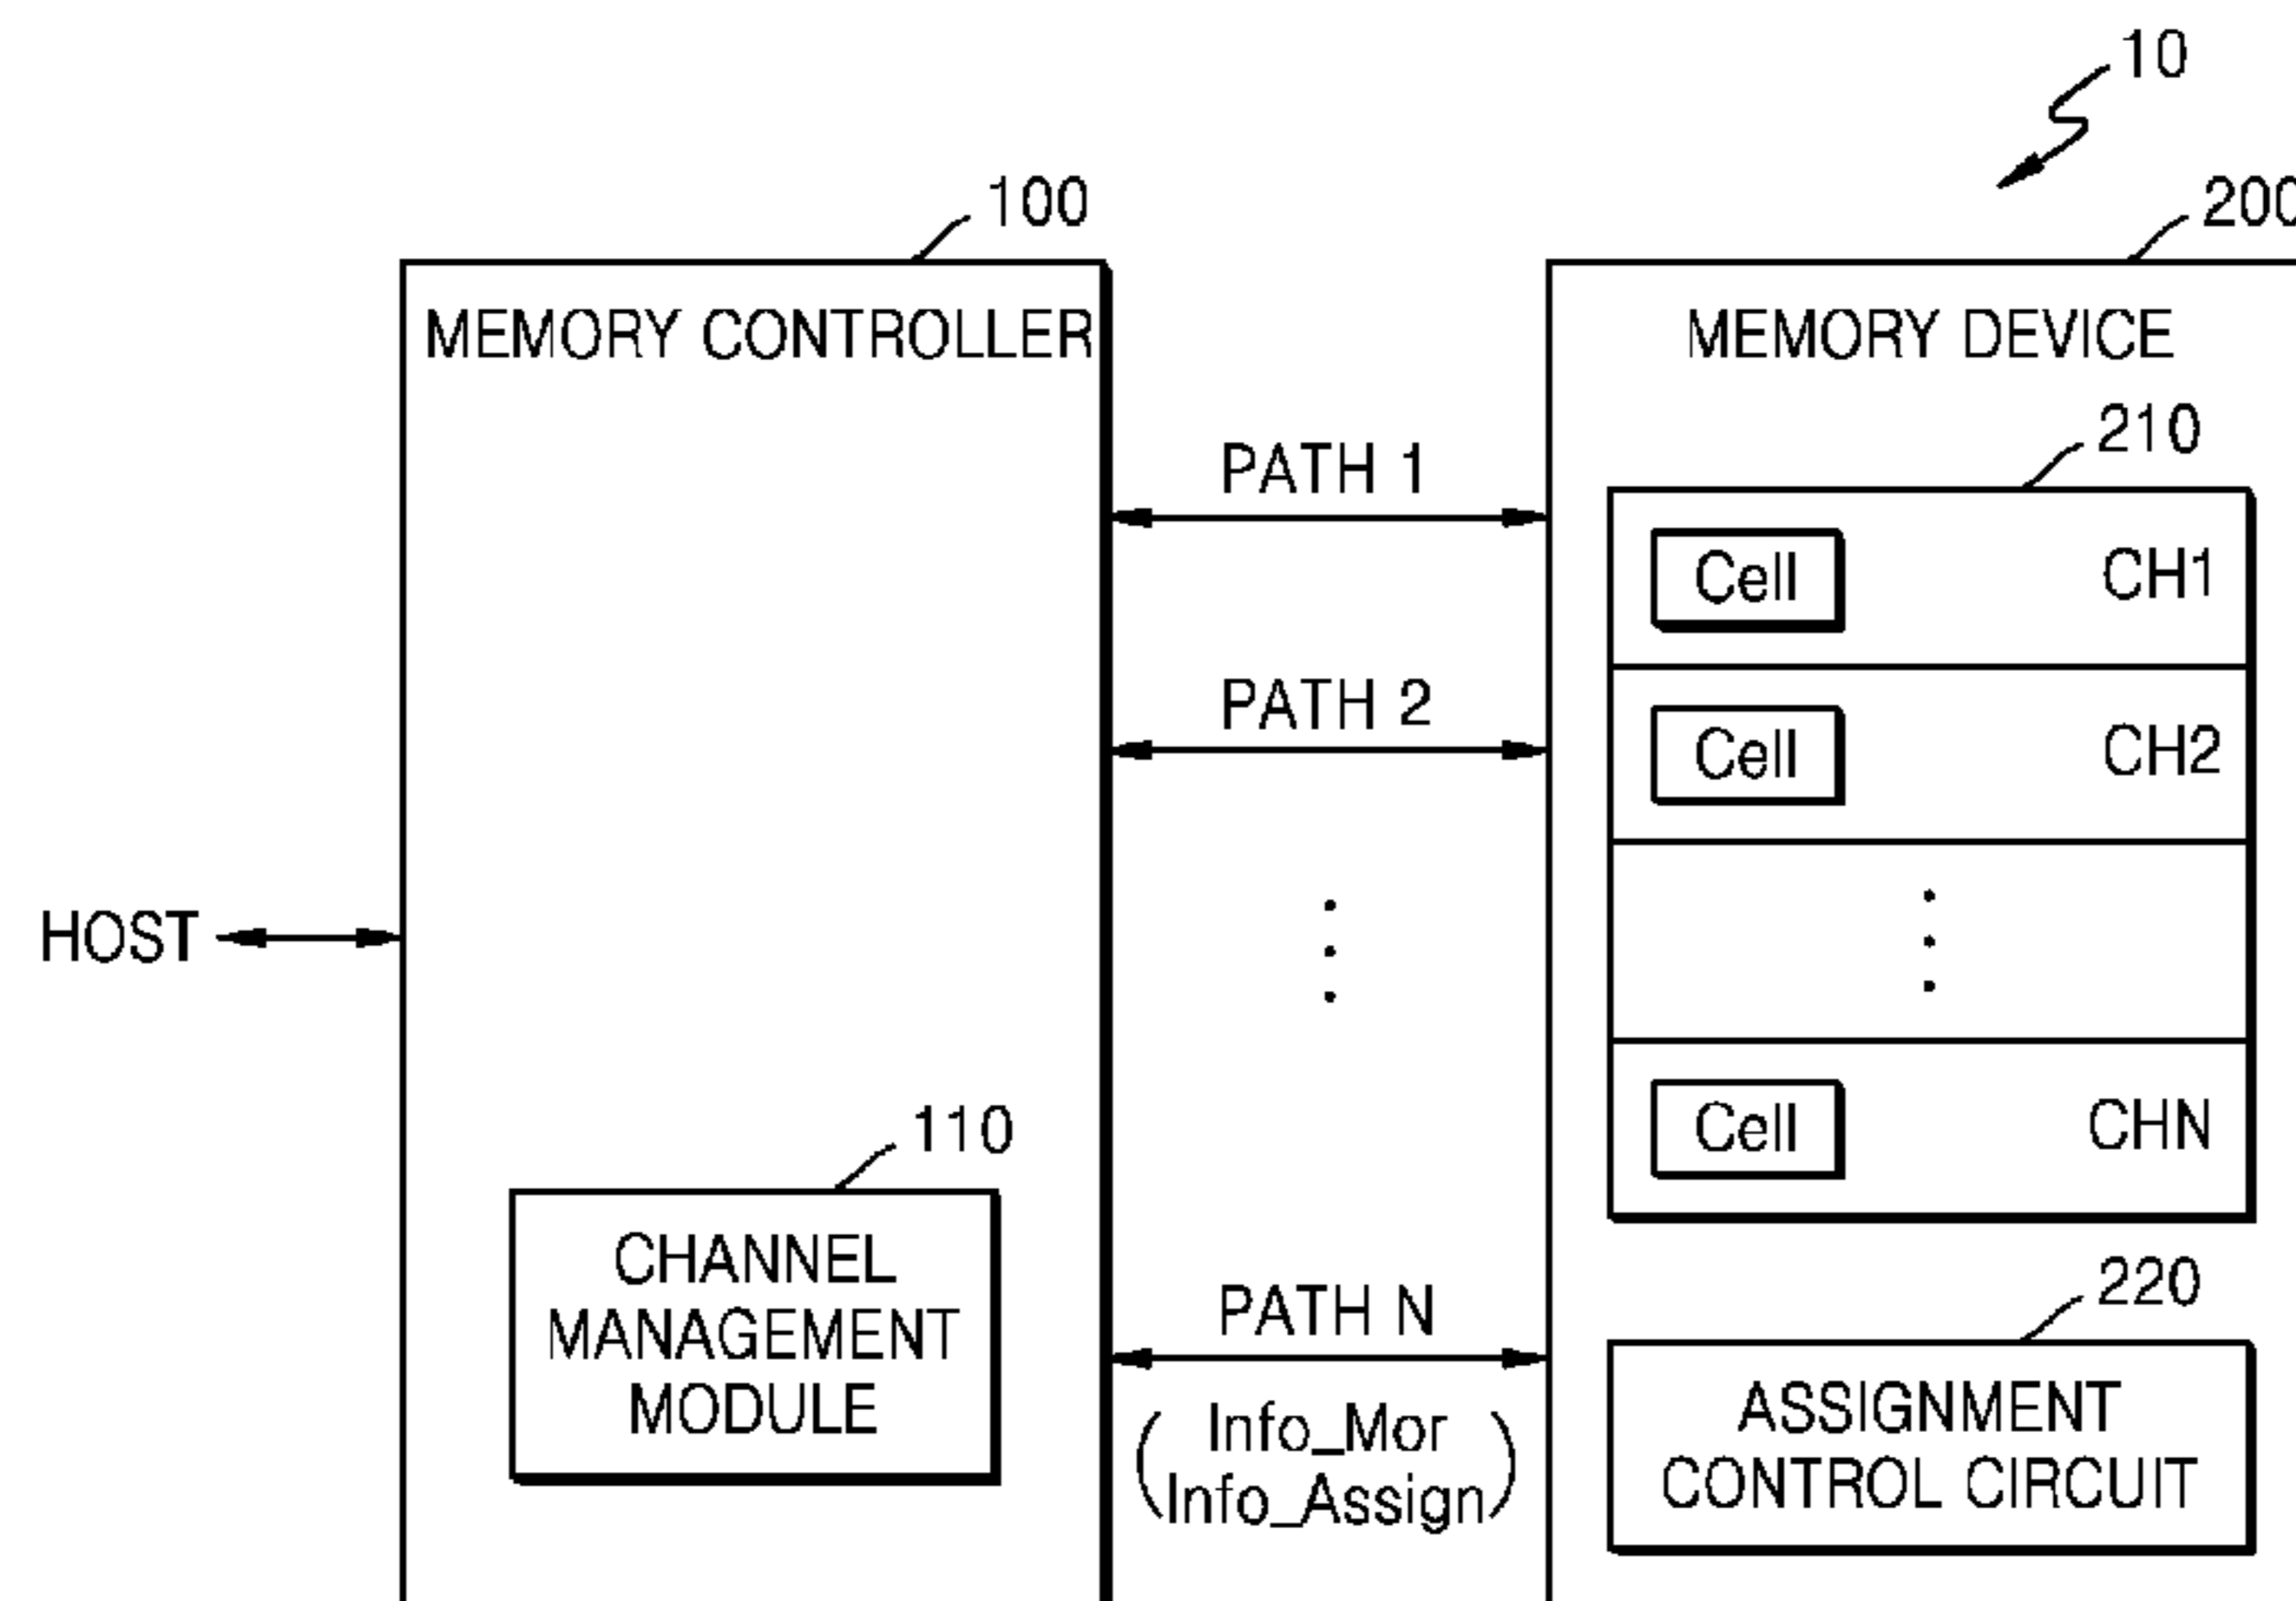 10
100
200
MEMORY CONTROLLER
MEMORY DEVICE
210
PATH 1
Cell
CH1
PATH 2
Cell
CH2
HOST
110
Cell
CHN
CHANNEL
MANAGEMENT
MODULE
PATH N
220
Info_Mor
Info_Assign
ASSIGNMENT
CONTROL CIRCUIT